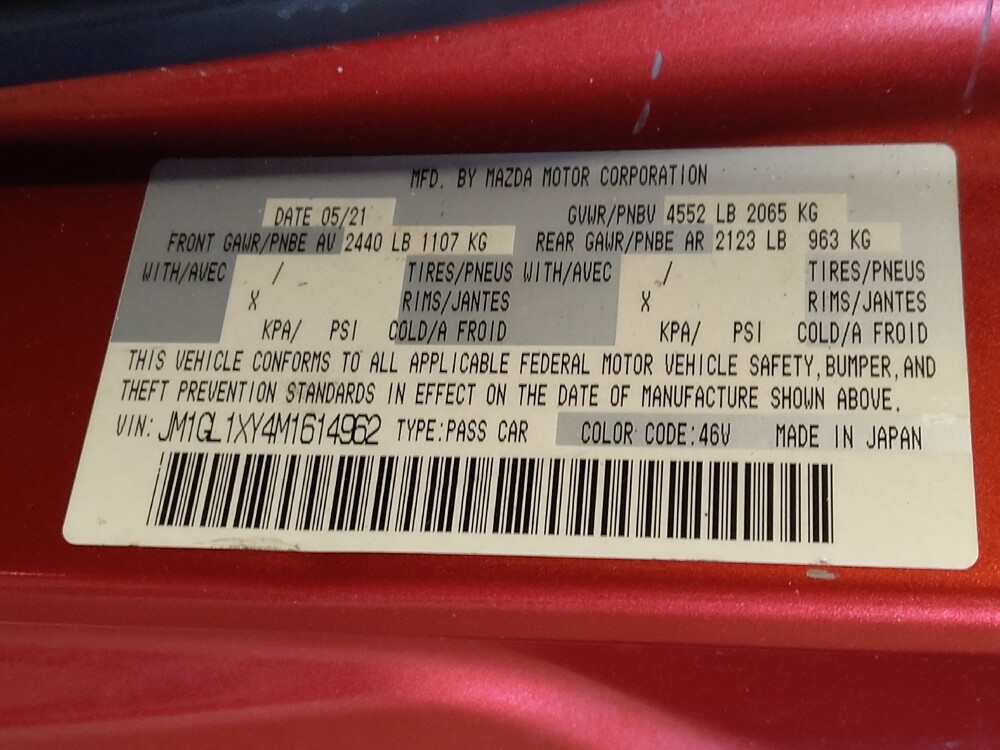 MFD. BY MAZDA MOTOR CORPORATION
DATE 05/21 GVWR/PNBV 4552 LB 2065 KG
FRONT GAWR/PNBE AV 2440 LB 1107 KG REAR GAWR/PNBE AR 2123 LB 963 KG
WITH/AVEC / TIRES/PNEUS WITH/AVEC / TIRES/PNEUS
X RIMS/JANTES X RIMS/JANTES
KPA/ PSI COLD/A FROID KPA/ PSI COLD/A FROID
THIS VEHICLE CONFORMS TO ALL APPLICABLE FEDERAL MOTOR VEHICLE SAFETY,BUMPER,AND
THEFT PREVENTION STANDARDS IN EFFECT ON THE DATE OF MANUFACTURE SHOWN ABOVE.
VIN:JM1GL1XY4M1614962 TYPE:PASS CAR COLOR CODE:46V MADE IN JAPAN